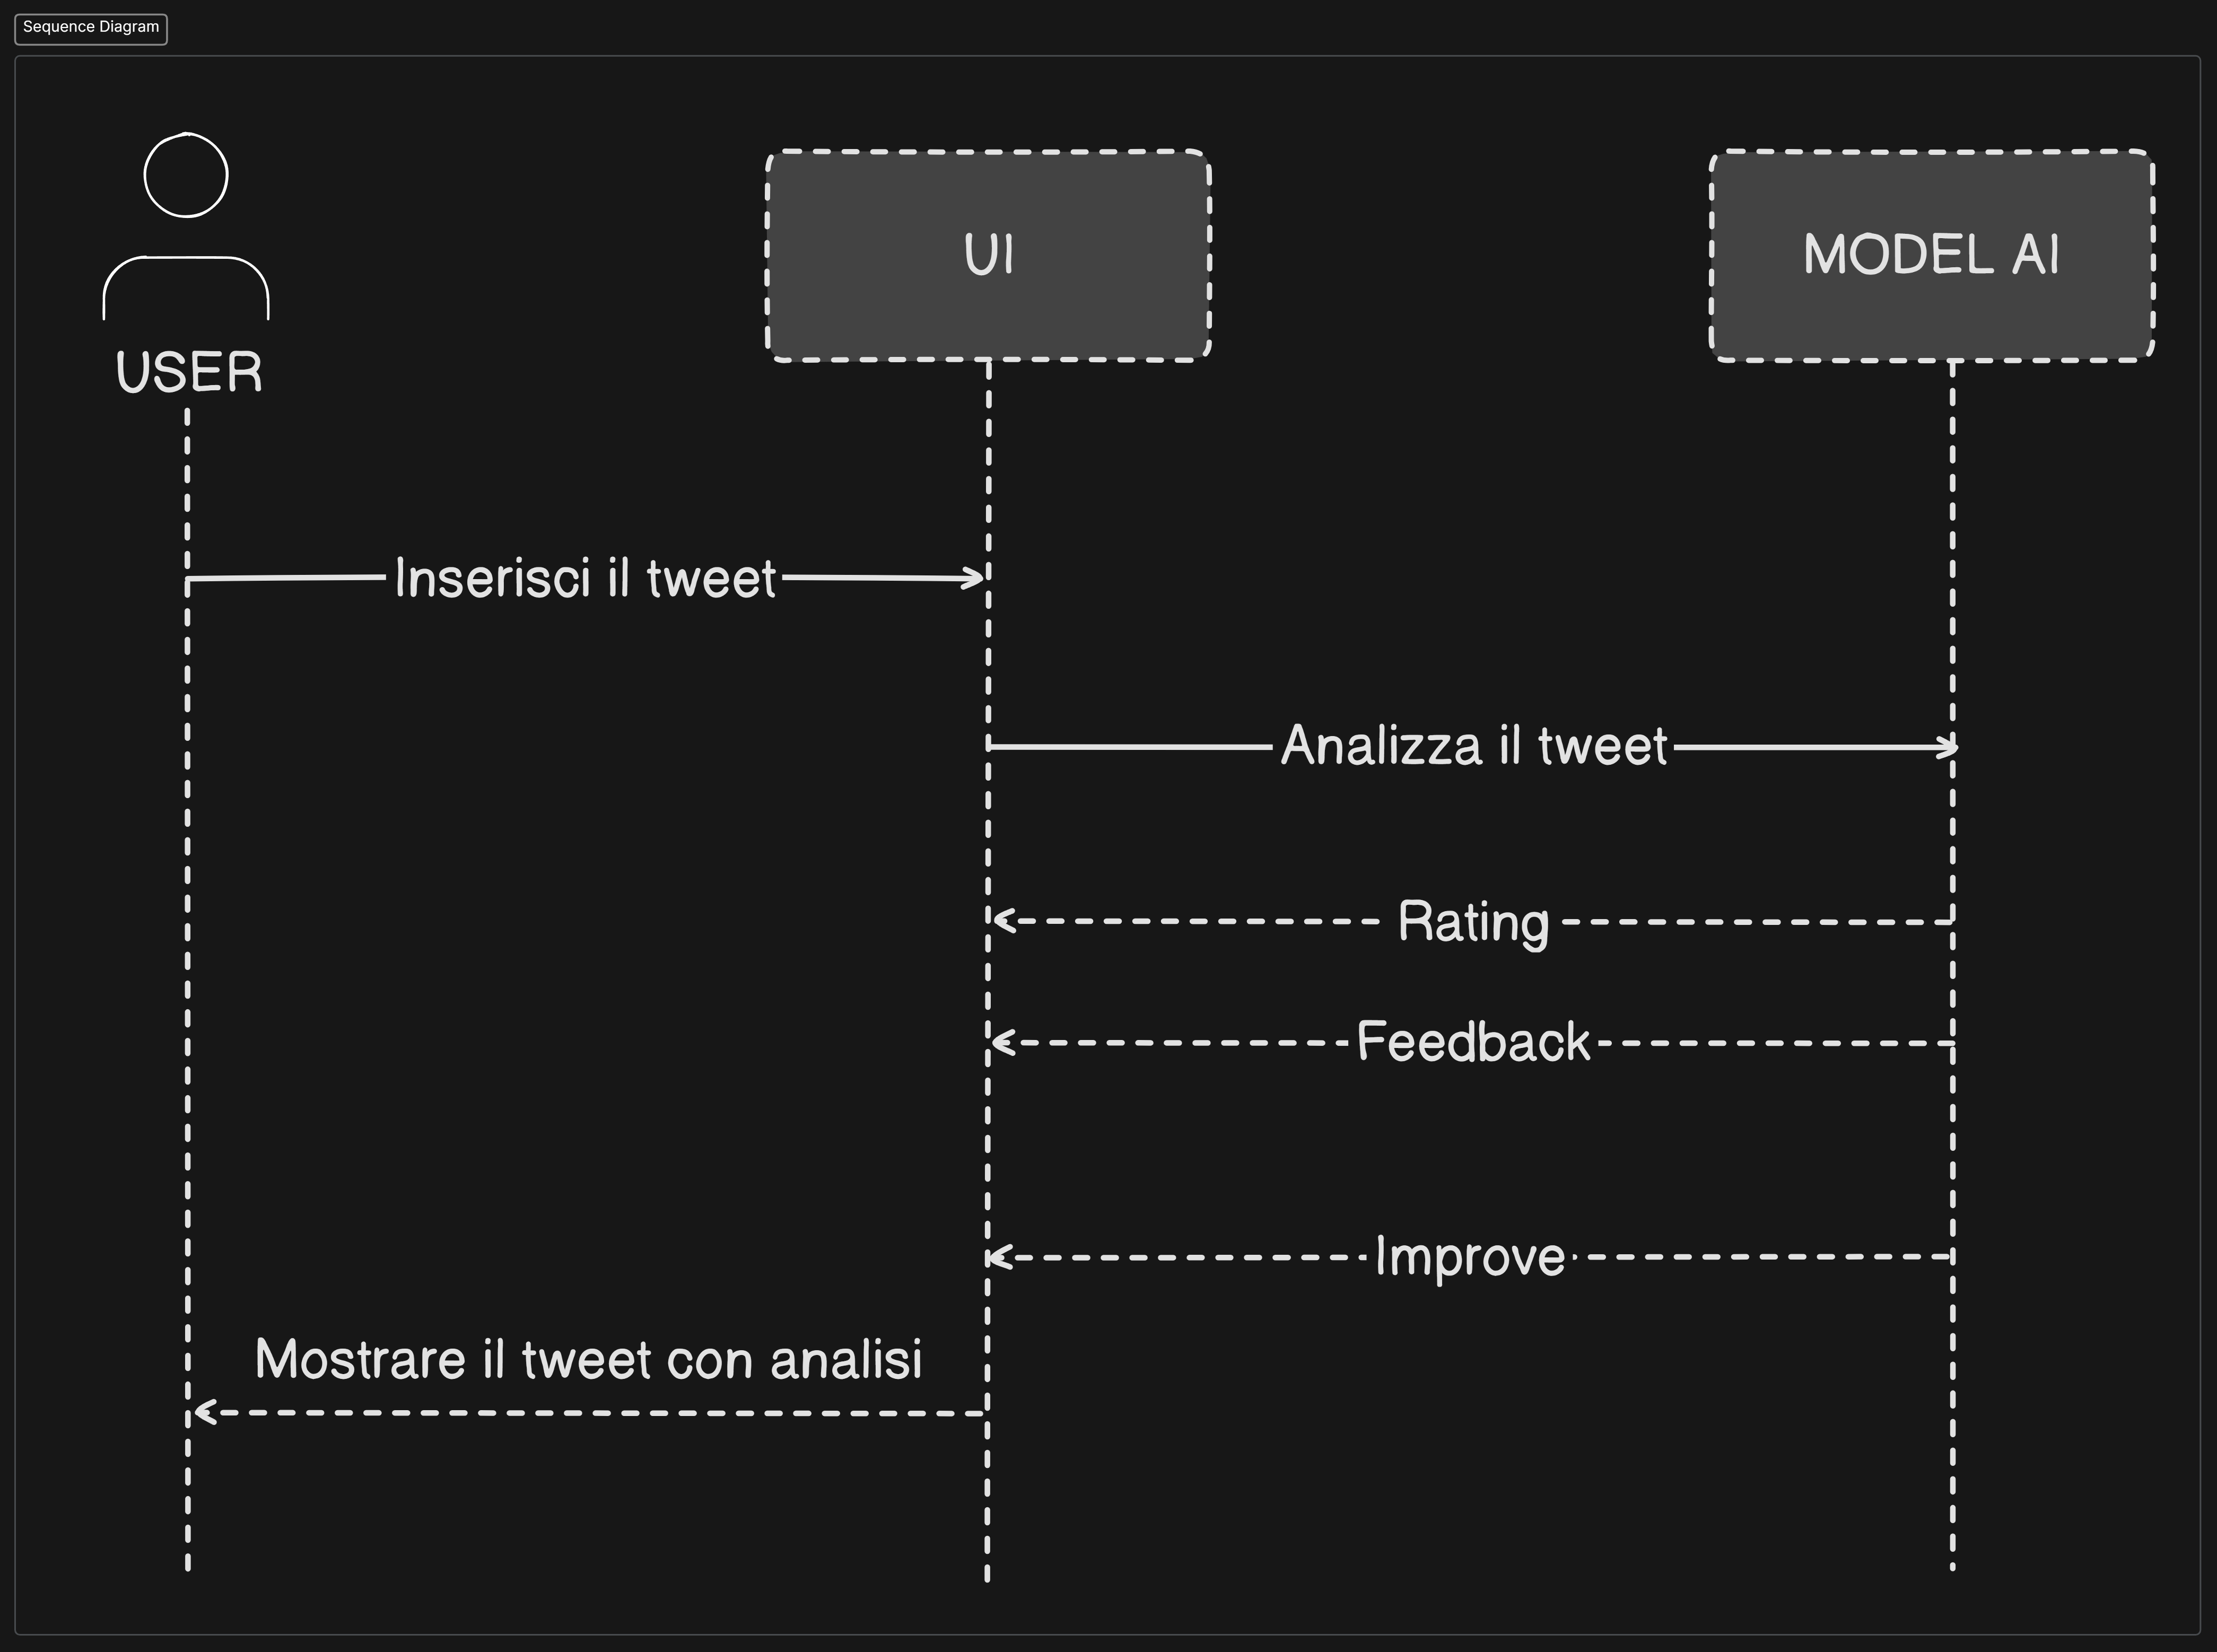 Sequence Diagram
UI
MODEL AI
USER
Inserisci il tweet
Analizza il tweet
Rating
Feedback
Improve
Mostrare il tweet con analisi